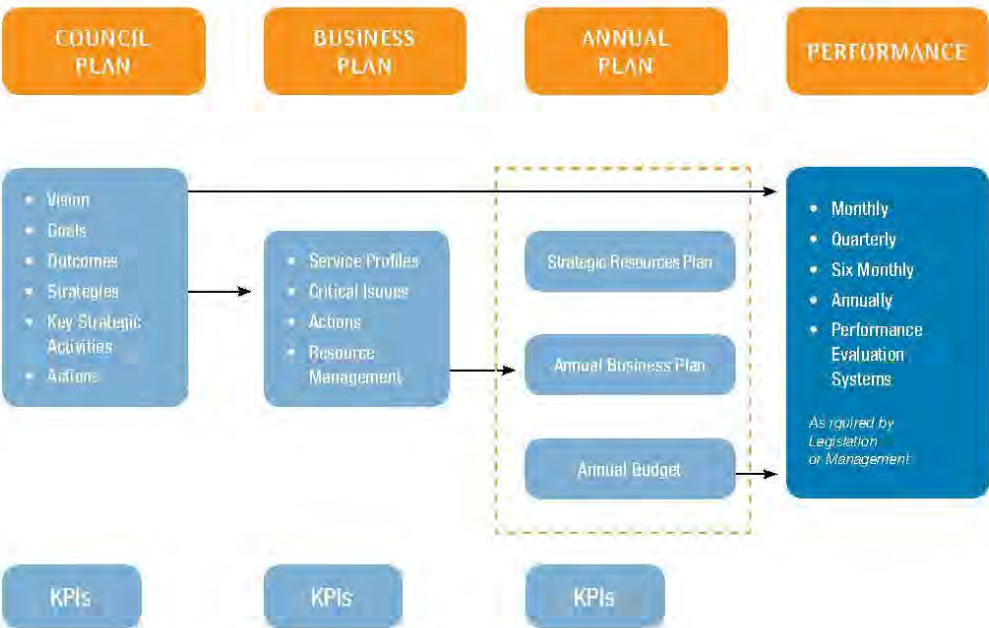 COUNCIL
PLAN
BUSINESS
PLAN
ANNUAL
PLAN
PERFORMANCE
• Vision
• Goals
• Outcomes
• Strategies
• Key Strategic
Activities
• Actions
• Service Profiles
• Critical Isuues
• Actions
• Resource
Management
Strategic Resources Plan
Annual Business Plan
Annual Budget
• Monthly
• Quarterly
• Six Monthly
• Annually
• Performance
Evaluation
Systems
As rquired by
Legislation
or Management
KPIs
KPIs
KPIs